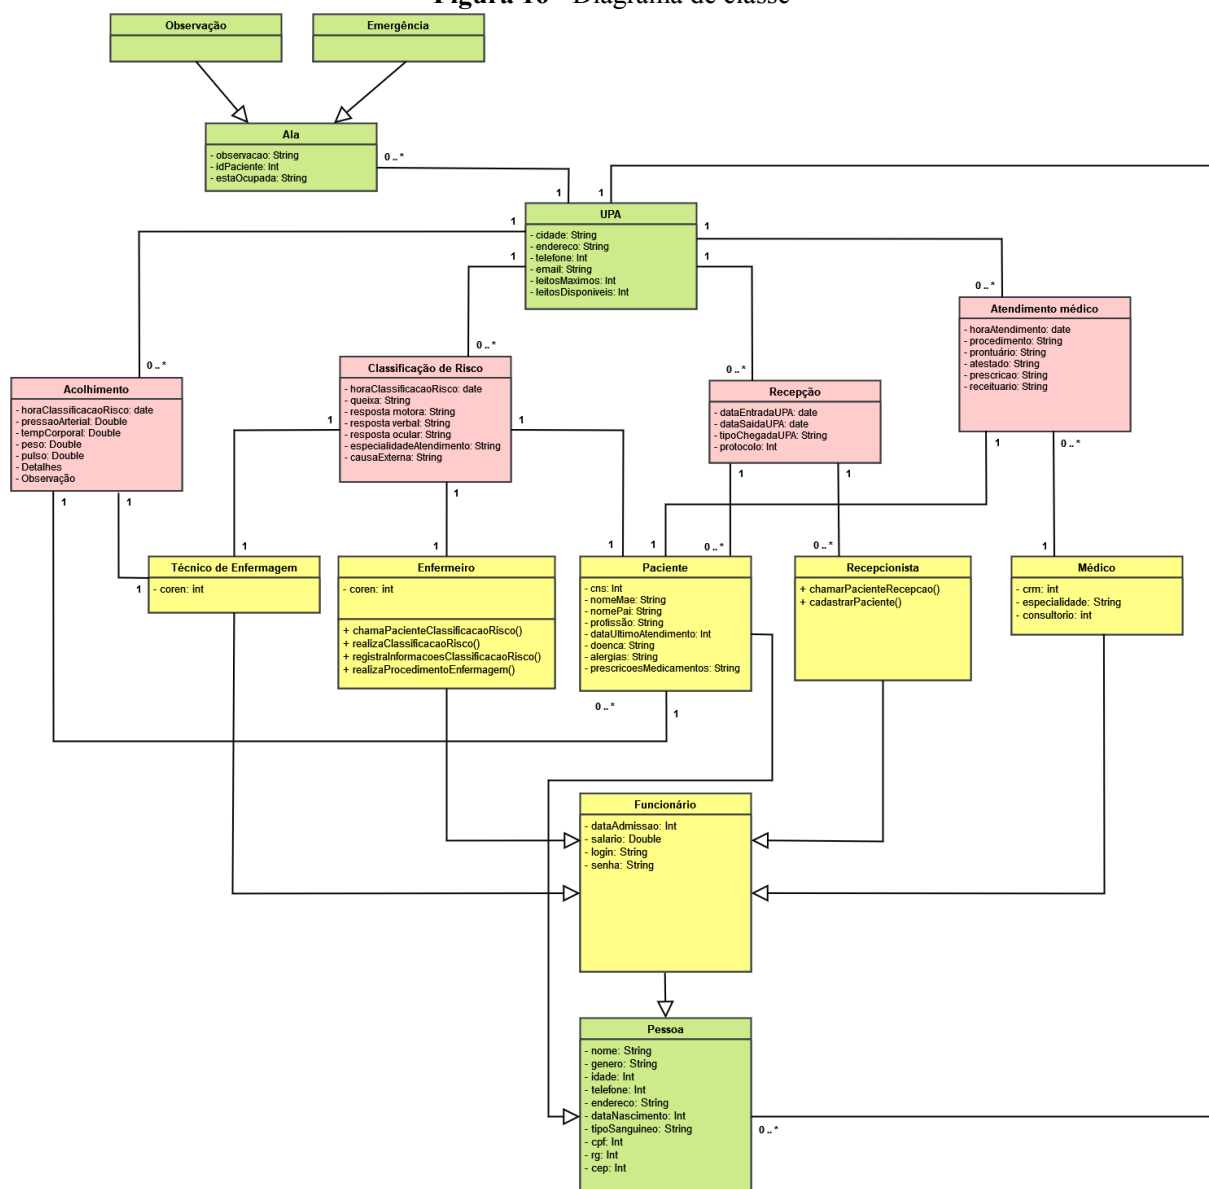 Figura 16 - Diagrama de classe
Observação
Emergência
Ala
- observacao: String
- idPaciente: Int
- estaOcupada: String
0 .. *
1
1
UPA
- cidade: String
- endereco: String
- telefone: Int
- email: String
- leitosMaximos: Int
- leitosDisponiveis: Int
1
1
1
1
0 .. *
0 .. *
0 .. *
0 .. *
Acolhimento
- horaClassificacaoRisco: date
- pressaoArterial: Double
- tempCorporal: Double
- peso: Double
- pulso: Double
- Detalhes
- Observação
Classificação de Risco
- horaClassificacaoRisco: date
- queixa: String
- resposta motora: String
- resposta verbal: String
- resposta ocular: String
- especialidadeAtendimento: String
- causaExterna: String
Recepção
- dataEntradaUPA: date
- dataSaidaUPA: date
- tipoChegadaUPA: String
- protocolo: Int
Atendimento médico
- horaAtendimento: date
- procedimento: String
- prontuário: String
- atestado: String
- prescricao: String
- receituario: String
1
1
1
1
1
1
1
1
0 .. *
1
1
1
1
1
0 .. *
0 .. *
1
Técnico de Enfermagem
- coren: int
Enfermeiro
- coren: int
+ chamaPacienteClassificacaoRisco()
+ realizaClassificacaoRisco()
+ registraInformacoesClassificacaoRisco()
+ realizaProcedimentoEnfermagem()
Paciente
- cns: Int
- nomeMae: String
- nomePai: String
- profissão: String
- dataUltimoAtendimento: Int
- doenca: String
- alergias: String
- prescricoesMedicamentos: String
Recepcionista
+ chamarPacienteRecepcao()
+ cadastrarPaciente()
Médico
- crm: int
- especialidade: String
- consultorio: int
0 .. *
1
Funcionário
- dataAdmissao: Int
- salario: Double
- login: String
- senha: String
Pessoa
- nome: String
- genero: String
- idade: Int
- telefone: Int
- endereco: String
- dataNascimento: Int
- tipoSanguineo: String
- cpf: Int
- rg: Int
- cep: Int
0 .. *